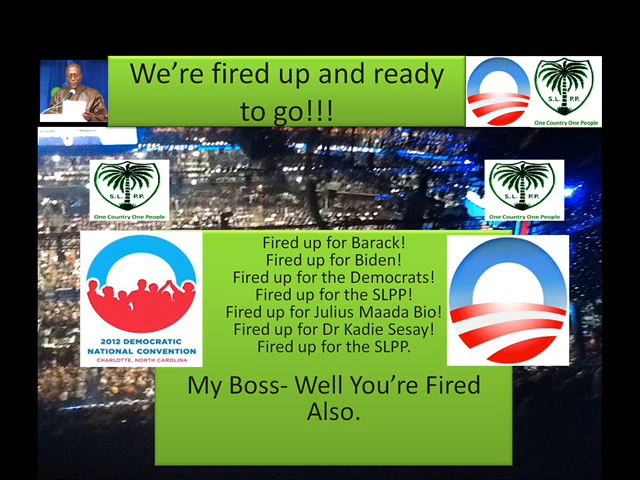 We're fired up and ready
to go!!!
S.L. P.P.
One Country One People
S.L. P.P.
One Country One People
S.L. P.P.
One Country One People
Fired up for Barack!
Fired up for Biden!
Fired up for the Democrats!
Fired up for the SLPP!
Fired up for Julius Maada Bio!
Fired up for Dr Kadie Sesay!
Fired up for the SLPP.
2012 DEMOCRATIC
NATIONAL CONVENTION
CHARLOTTE, NORTH CAROLINA
My Boss- Well You're Fired
Also.